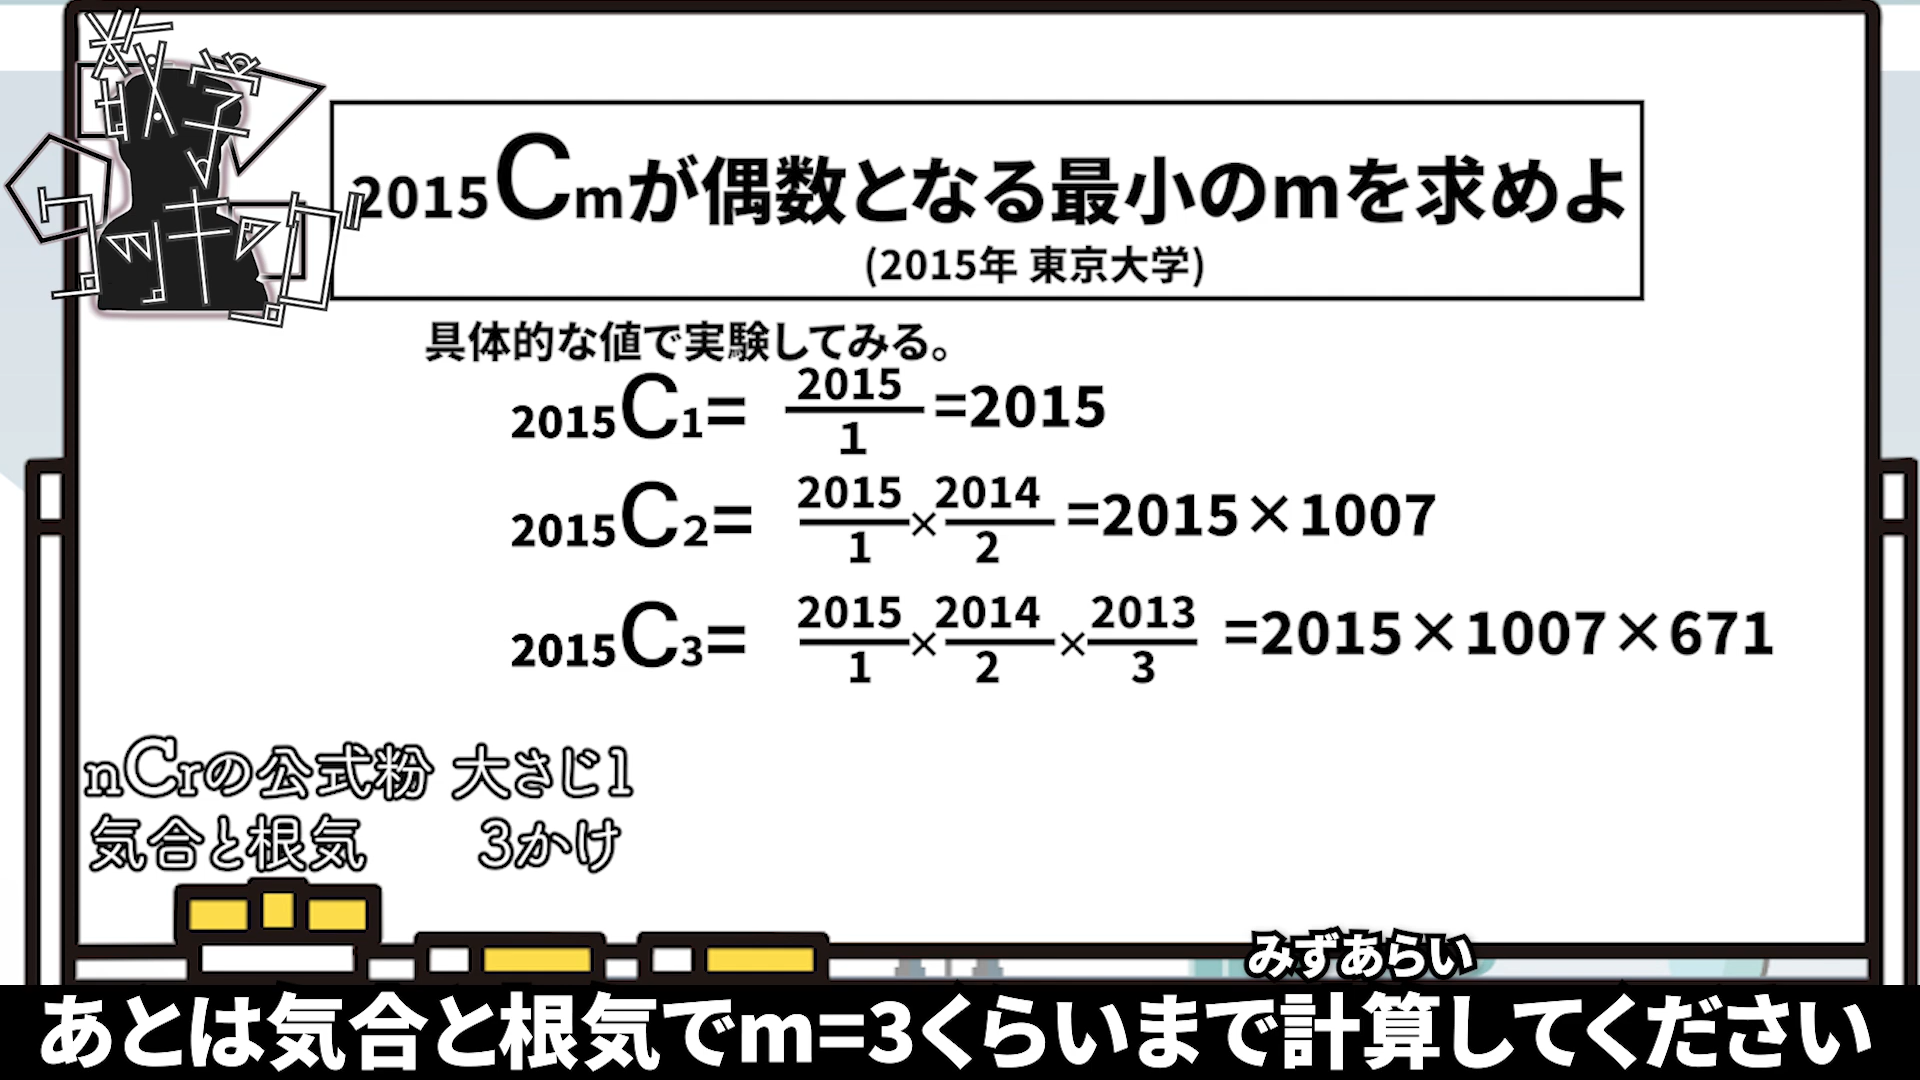 数学
クッキング
2015Cmが偶数となる最小のmを求めよ
(2015年 東京大学)
具体的な値で実験してみる。
2015C1= 2015/1 =2015
2015C2= 2015/1 × 2014/2 =2015×1007
2015C3= 2015/1 × 2014/2 × 2013/3 =2015×1007×671
nCrの公式粉 大さじ1
気合と根気 3かけ
みずあらい
あとは気合と根気でm=3くらいまで計算してください